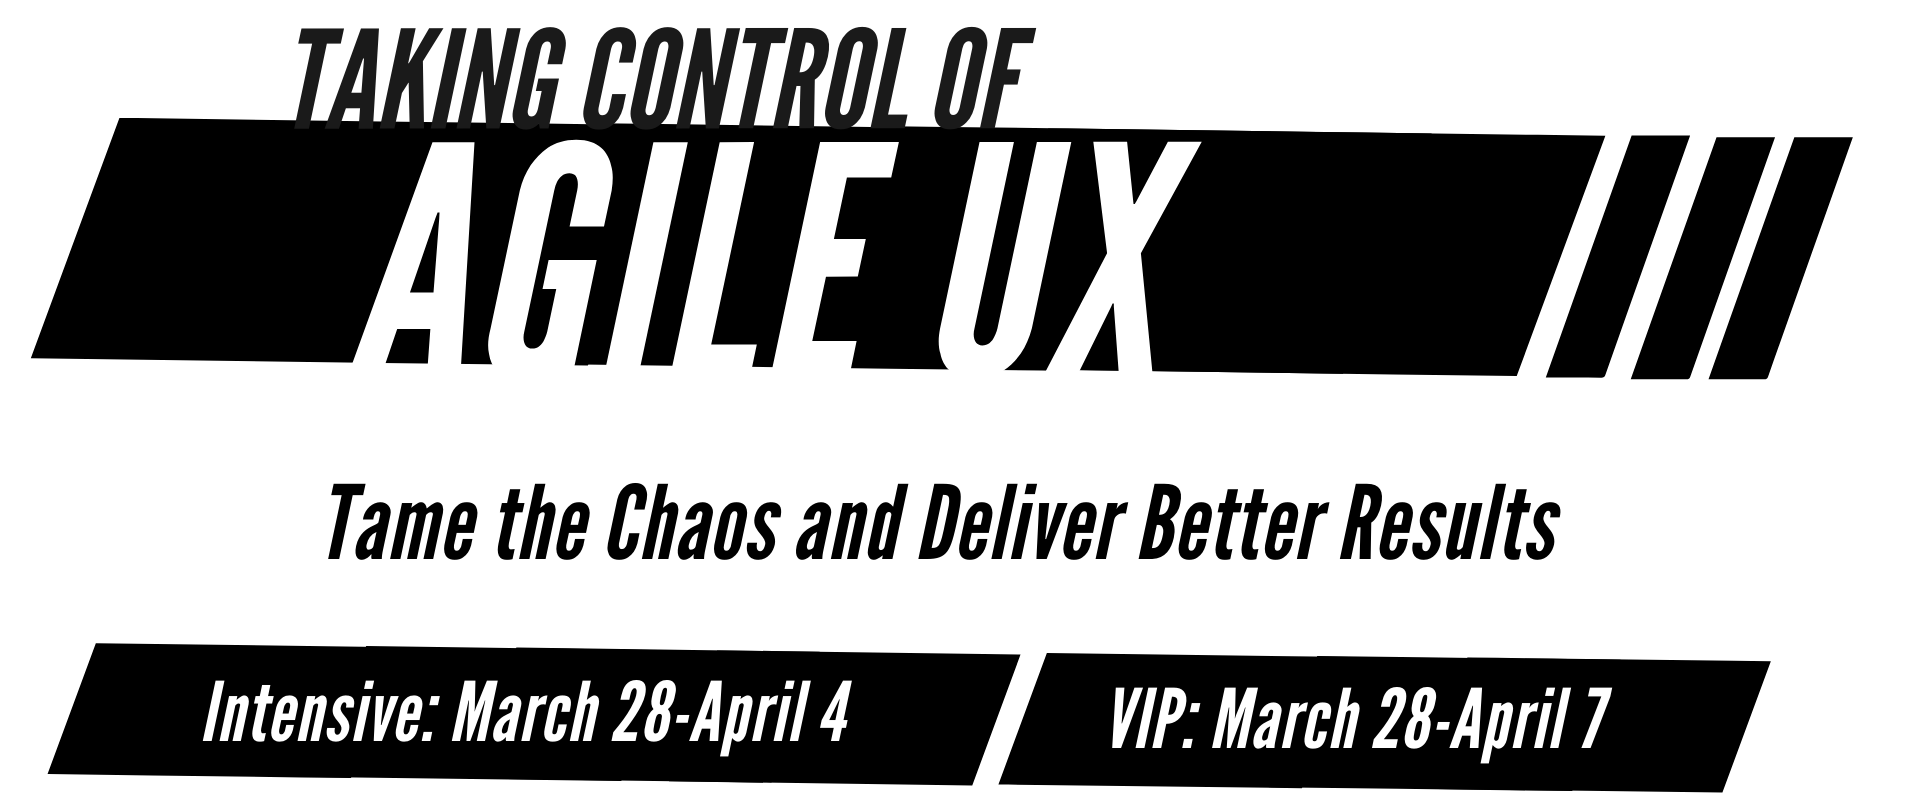 TAKING CONTROL OF
AGILE UX
Tame the Chaos and Deliver Better Results
Intensive: March 28-April 4
VIP: March 28-April 7